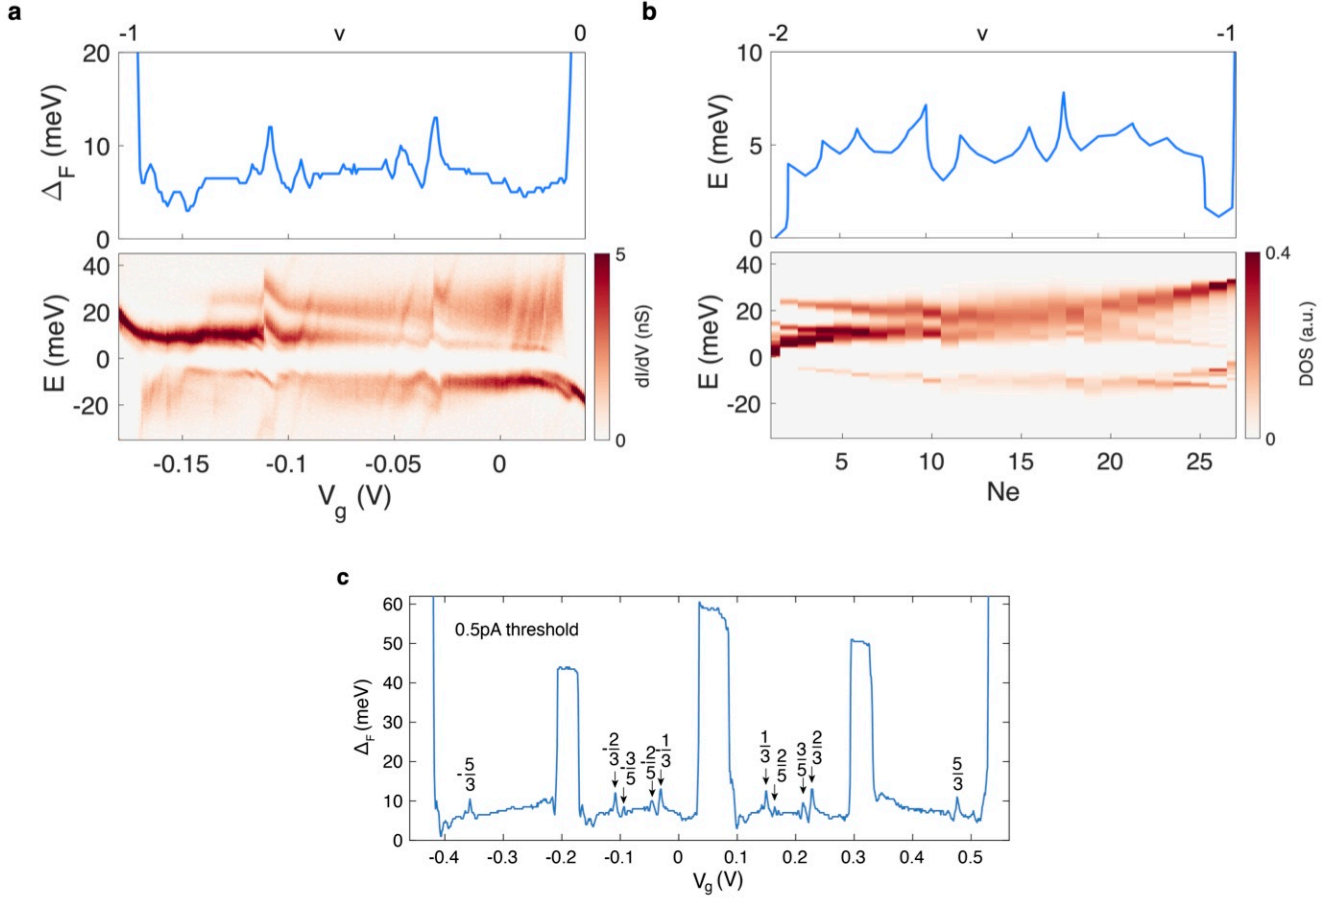 a
-1 ν 0
20
10
0
Δ_F (meV)
40
20
0
-20
E (meV)
-0.15 -0.1 -0.05 0
V_g (V)
5
0
dI/dV (nS)
b
-2 ν -1
10
5
0
E (meV)
40
20
0
-20
E (meV)
5 10 15 20 25
Ne
0.4
0
DOS (a.u.)
c
0.5pA threshold
60
50
40
30
20
10
0
Δ_F (meV)
-5/3
-2/3
-3/5
-2/5
-1/3
1/3
2/5
3/5
2/3
5/3
-0.4 -0.3 -0.2 -0.1 0 0.1 0.2 0.3 0.4 0.5
V_g (V)